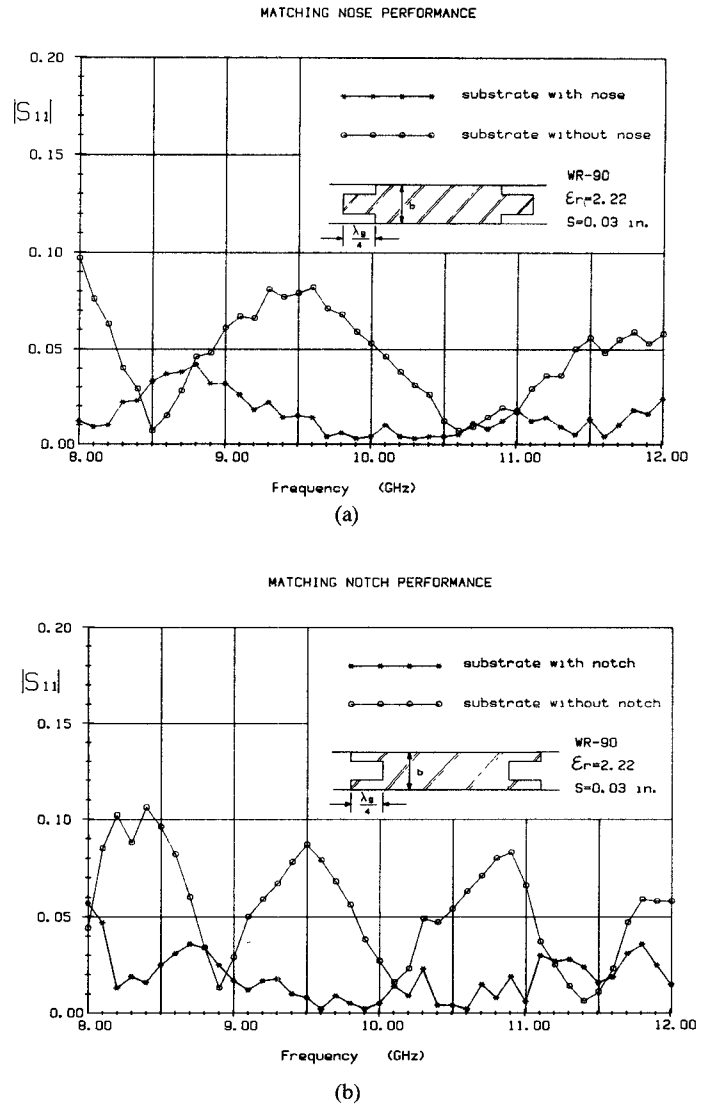 MATCHING NOSE PERFORMANCE
0.20
|S11|
substrate with nose
0.15
substrate without nose
WR-90
Ɛr=2.22
S=0.03 in.
b
λg/4
0.10
0.05
0.00
8.00 9.00 10.00 11.00 12.00
Frequency (GHz)
(a)
MATCHING NOTCH PERFORMANCE
0.20
|S11|
substrate with notch
0.15
substrate without notch
WR-90
Ɛr=2.22
S=0.03 in.
b
λg/4
0.10
0.05
0.00
8.00 9.00 10.00 11.00 12.00
Frequency (GHz)
(b)